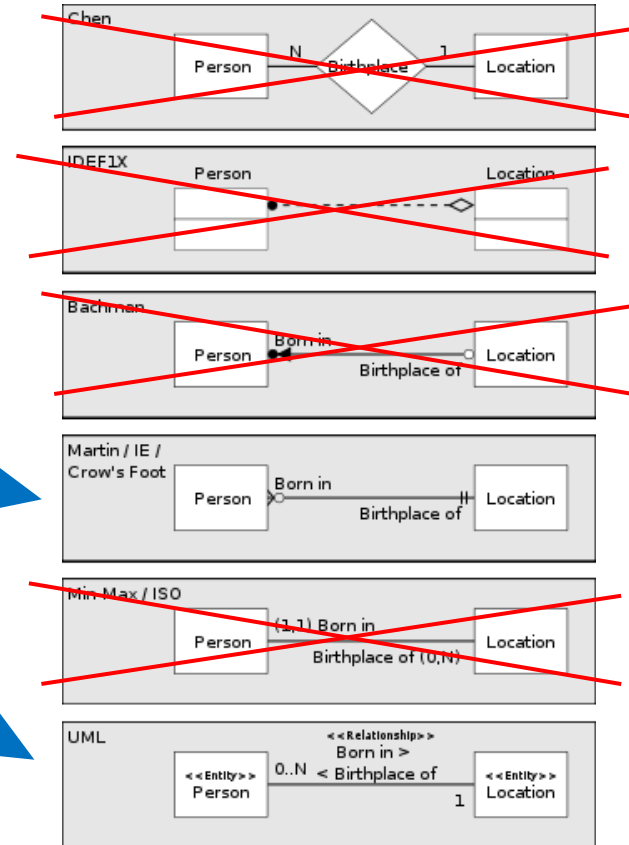 Chen
Person
N
Birthplace
1
Location
IDEF1X
Person
Location
Bachman
Person
Born in
Birthplace of
Location
Martin / IE /
Crow's Foot
Person
Born in
Birthplace of
Location
Min-Max / ISO
Person
(1,1) Born in
Birthplace of (0,N)
Location
UML
<<Relationship>>
Born in >
< Birthplace of
<<Entity>>
Person
0..N
1
<<Entity>>
Location